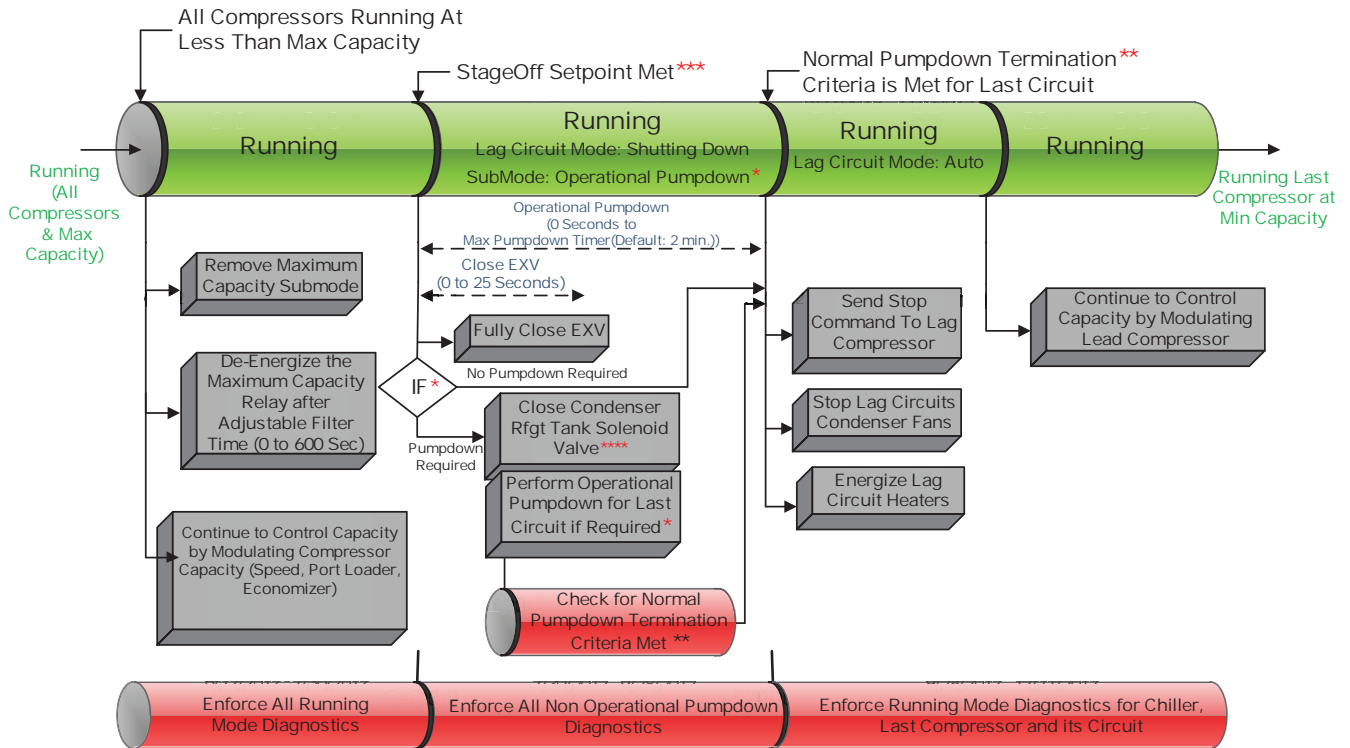 All Compressors Running At
Less Than Max Capacity
StageOff Setpoint Met***
Normal Pumpdown Termination**
Criteria is Met for Last Circuit
Running
(All
Compressors
& Max
Capacity)
Running
Running
Lag Circuit Mode: Shutting Down
SubMode: Operational Pumpdown*
Running
Lag Circuit Mode: Auto
Running
Running Last
Compressor at
Min Capacity
Operational Pumpdown
(0 Seconds to
Max Pumpdown Timer(Default: 2 min.))
Close EXV
(0 to 25 Seconds)
Remove Maximum
Capacity Submode
De-Energize the
Maximum Capacity
Relay after
Adjustable Filter
Time (0 to 600 Sec)
Continue to Control Capacity
by Modulating Compressor
Capacity (Speed, Port Loader,
Economizer)
Fully Close EXV
IF *
No Pumpdown Required
Pumpdown
Required
Close Condenser
Rfgt Tank Solenoid
Valve****
Perform Operational
Pumpdown for Last
Circuit if Required*
Check for Normal
Pumpdown Termination
Criteria Met **
Send Stop
Command To Lag
Compressor
Stop Lag Circuits
Condenser Fans
Energize Lag
Circuit Heaters
Continue to Control
Capacity by Modulating
Lead Compressor
Enforce All Running
Mode Diagnostics
Enforce All Non Operational Pumpdown
Diagnostics
Enforce Running Mode Diagnostics for Chiller,
Last Compressor and its Circuit